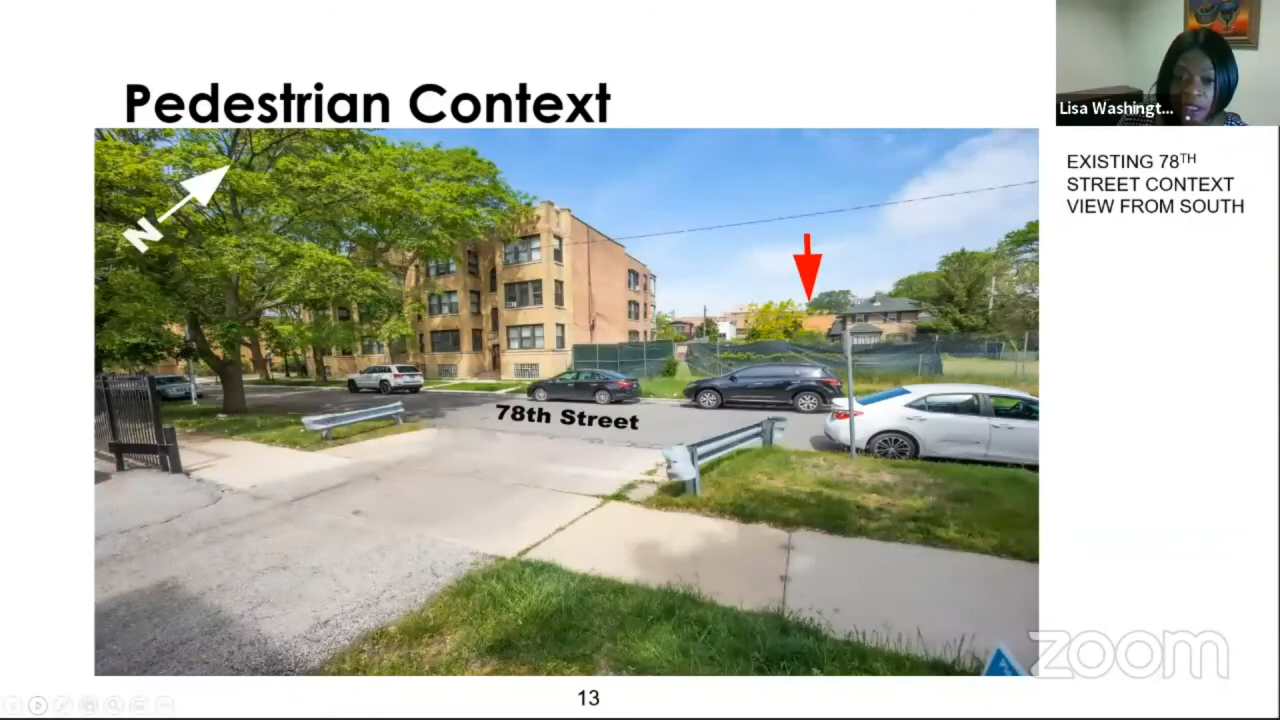 Pedestrian Context
Lisa Washingt...
EXISTING 78TH
STREET CONTEXT
VIEW FROM SOUTH
N
78th Street
zoom
13